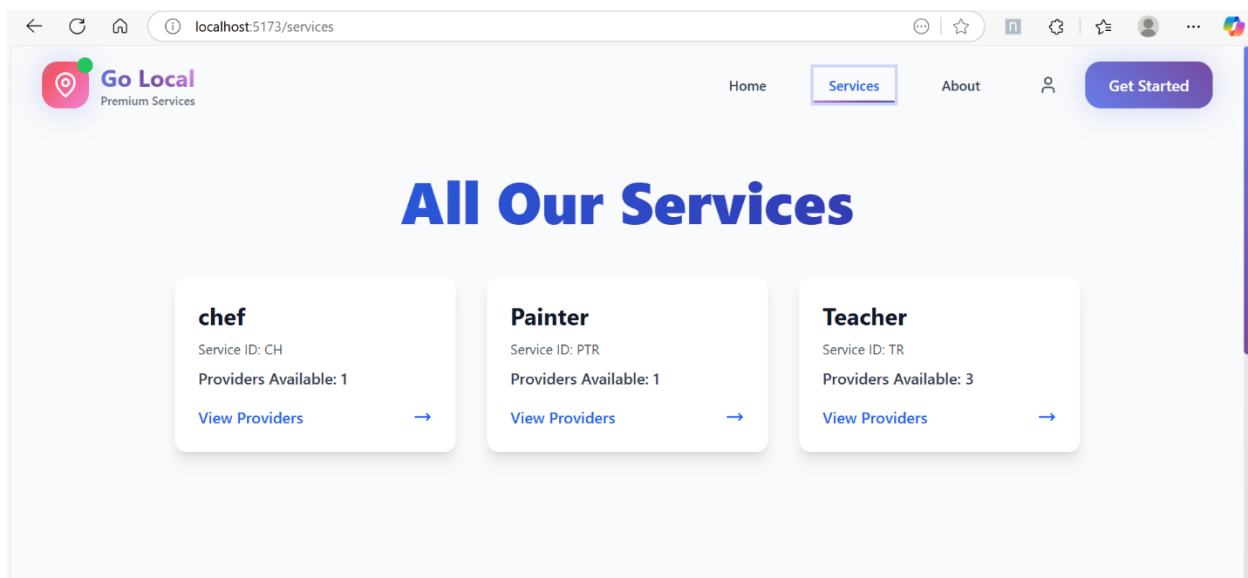 localhost:5173/services
Go Local
Premium Services
Home
Services
About
Get Started
All Our Services
chef
Service ID: CH
Providers Available: 1
View Providers →
Painter
Service ID: PTR
Providers Available: 1
View Providers →
Teacher
Service ID: TR
Providers Available: 3
View Providers →